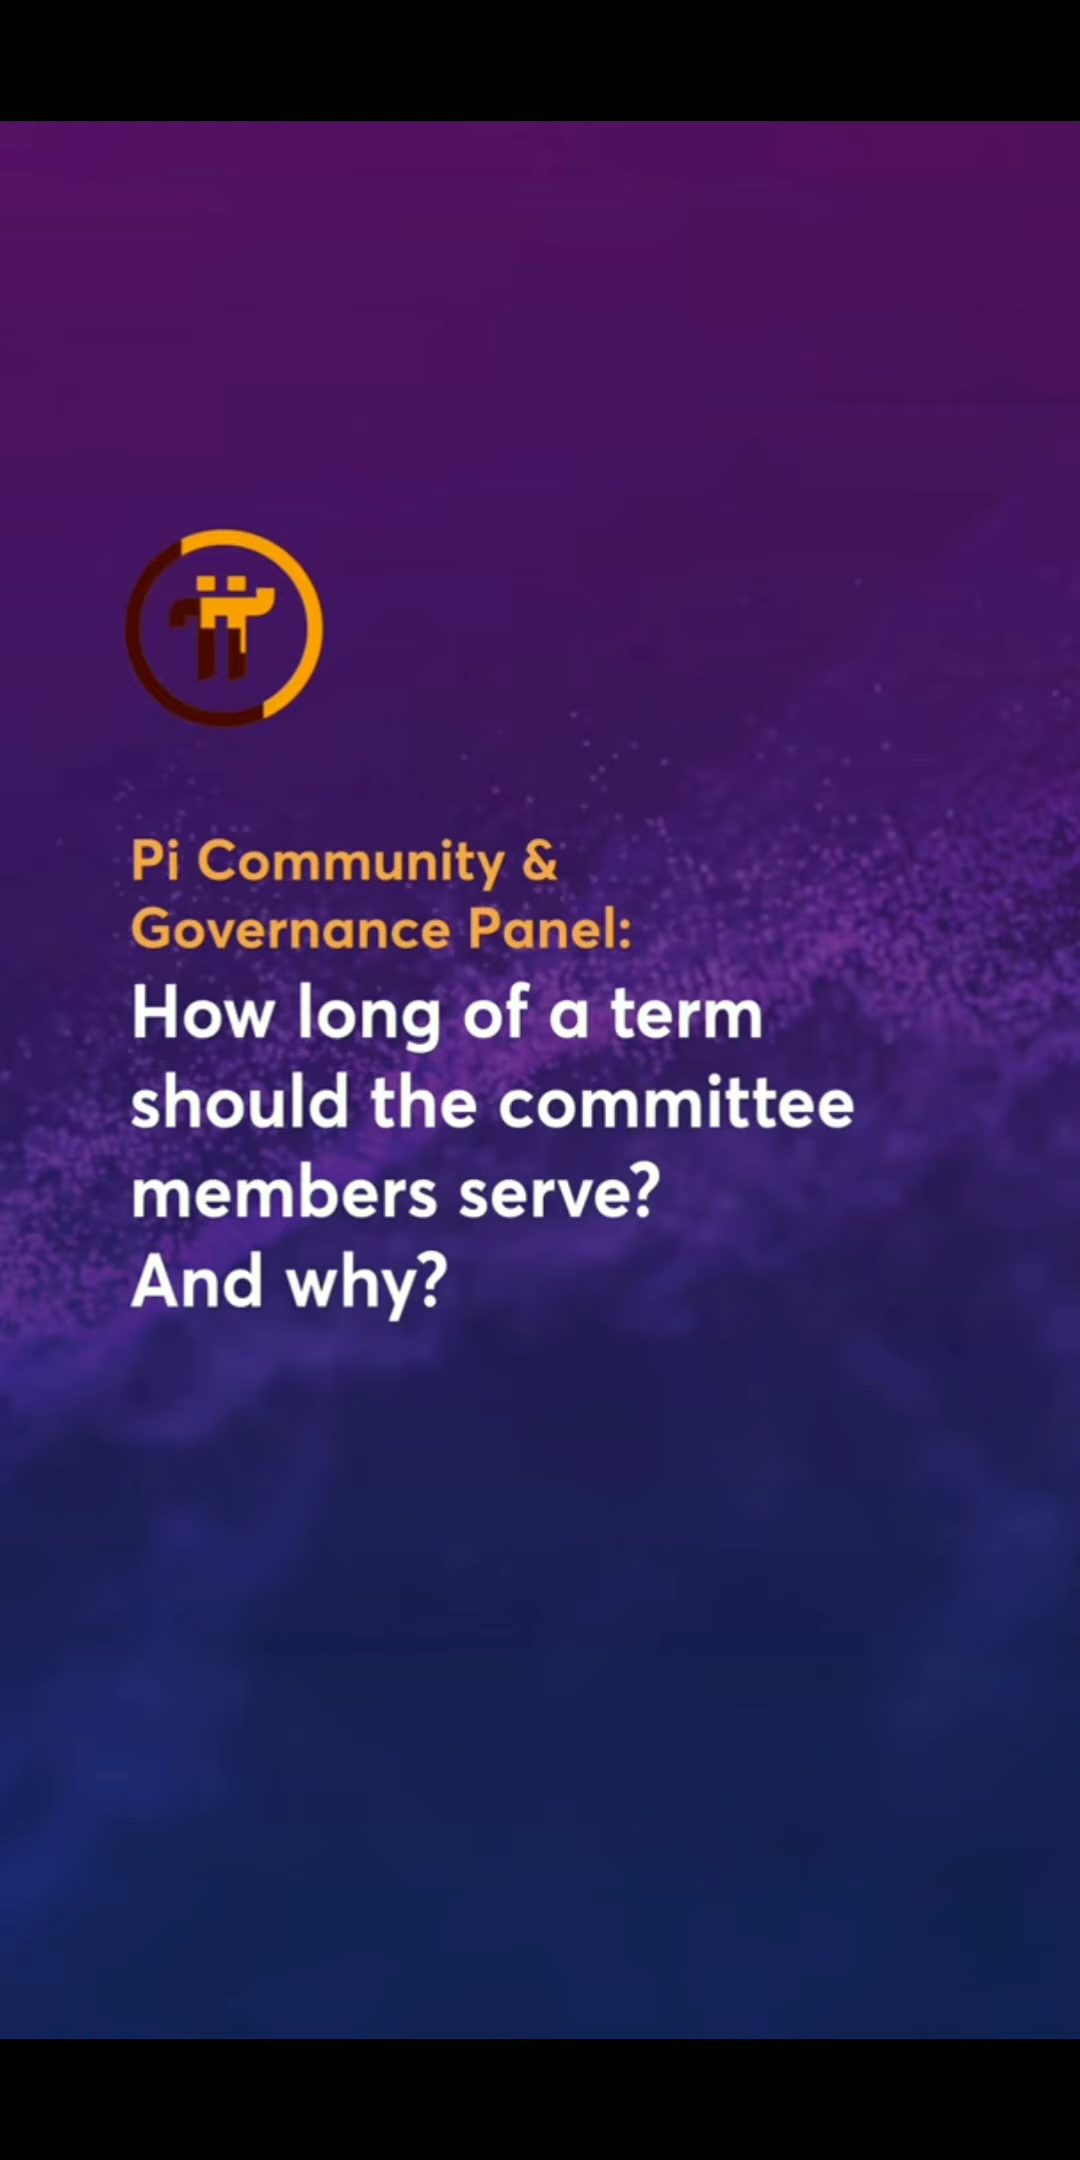 Pi Community &
Governance Panel:
How long of a term
should the committee
members serve?
And why?